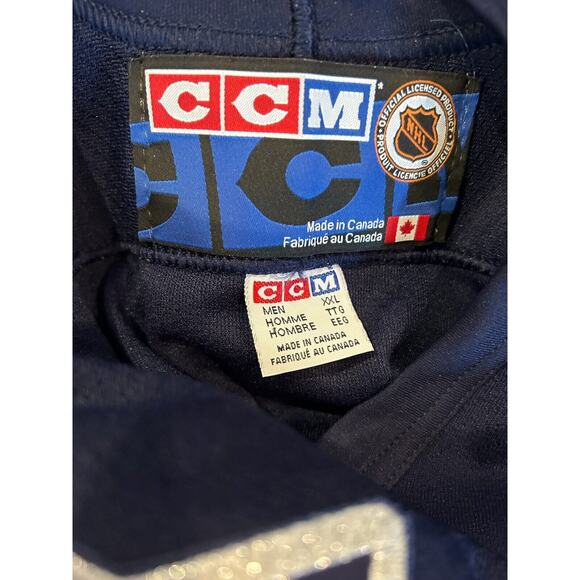 CCM
OFFICIAL LICENSED PRODUCT
NHL
PRODUIT LICENCIÉ OFFICIEL
Made in Canada
Fabriqué au Canada
CCM
MEN XXL
HOMME TTG
HOMBRE EEG
MADE IN CANADA
FABRIQUÉ AU CANADA